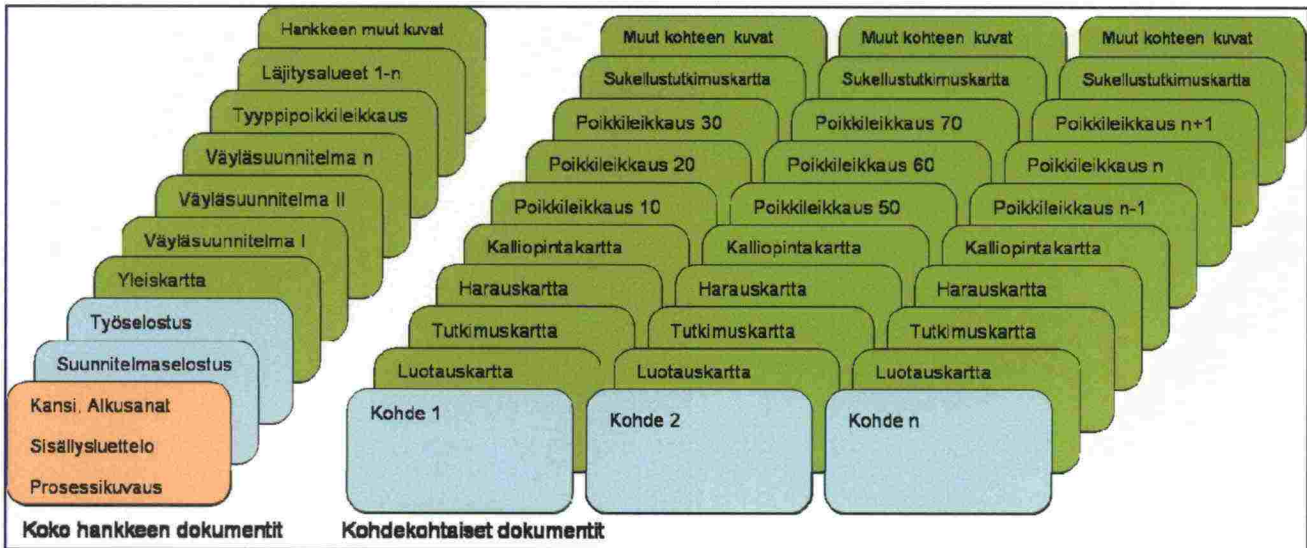 Hankkeen muut kuvat
Läjitysalueet 1-n
Tyyppipoikkileikkaus
Väyläsuunnitelma n
Väyläsuunnitelma II
Väyläsuunnitelma I
Yleiskartta
Työselostus
Suunnitelmaselostus
Kansi, Alkusanat
Sisällysluettelo
Prosessikuvaus
Koko hankkeen dokumentit
Muut kohteen kuvat
Sukellustutkimuskartta
Poikkileikkaus 30
Poikkileikkaus 20
Poikkileikkaus 10
Kalliopintakartta
Harauskartta
Tutkimuskartta
Luotauskartta
Kohde 1
Muut kohteen kuvat
Sukellustutkimuskartta
Poikkileikkaus 70
Poikkileikkaus 60
Poikkileikkaus 50
Kalliopintakartta
Harauskartta
Tutkimuskartta
Luotauskartta
Kohde 2
Muut kohteen kuvat
Sukellustutkimuskartta
Poikkileikkaus n+1
Poikkileikkaus n
Poikkileikkaus n-1
Kalliopintakartta
Harauskartta
Tutkimuskartta
Luotauskartta
Kohde n
Kohdekohtaiset dokumentit